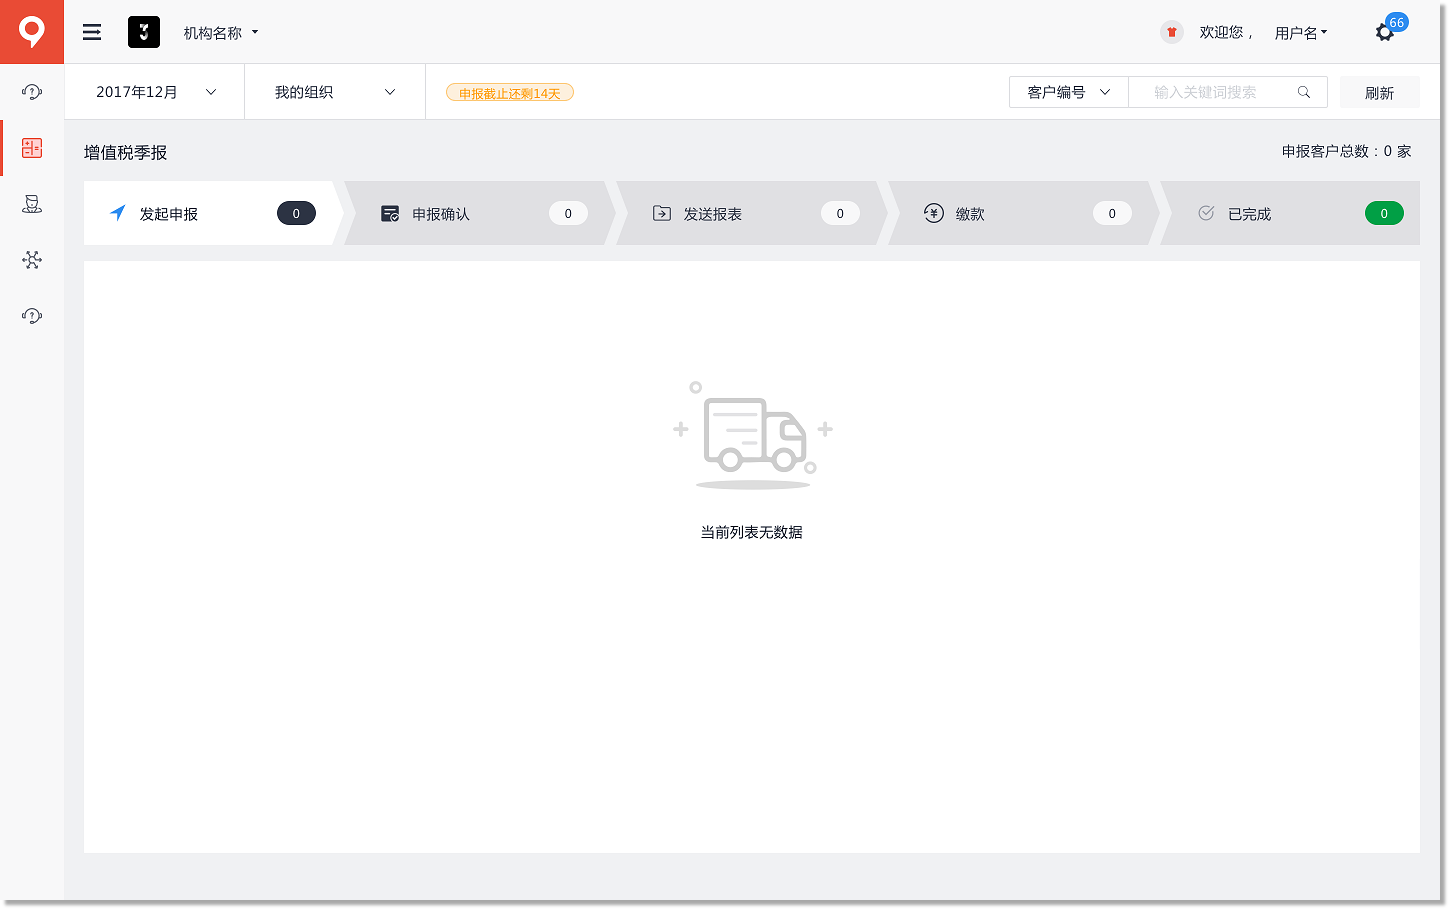 3 机构名称 欢迎您， 用户名 66
2017年12月 我的组织 申报截止还剩14天 客户编号 输入关键词搜索 刷新
增值税季报 申报客户总数：0 家
发起申报 0 申报确认 0 发送报表 0 缴款 0 已完成 0
当前列表无数据